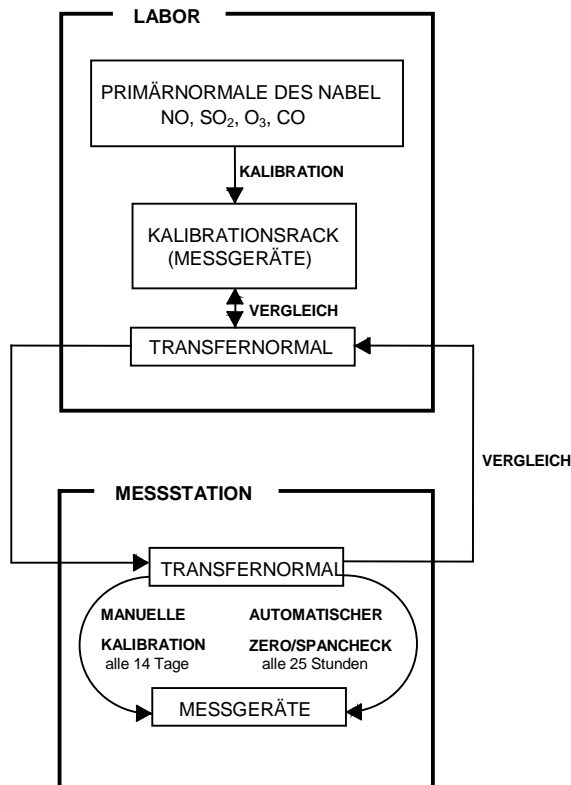 LABOR
PRIMÄRNORMALE DES NABEL
NO, SO₂, O₃, CO
KALIBRATION
KALIBRATIONSRACK
(MESSGERÄTE)
VERGLEICH
TRANSFERNORMAL
VERGLEICH
MESSSTATION
TRANSFERNORMAL
MANUELLE
KALIBRATION
alle 14 Tage
AUTOMATISCHER
ZERO/SPANCHECK
alle 25 Stunden
MESSGERÄTE